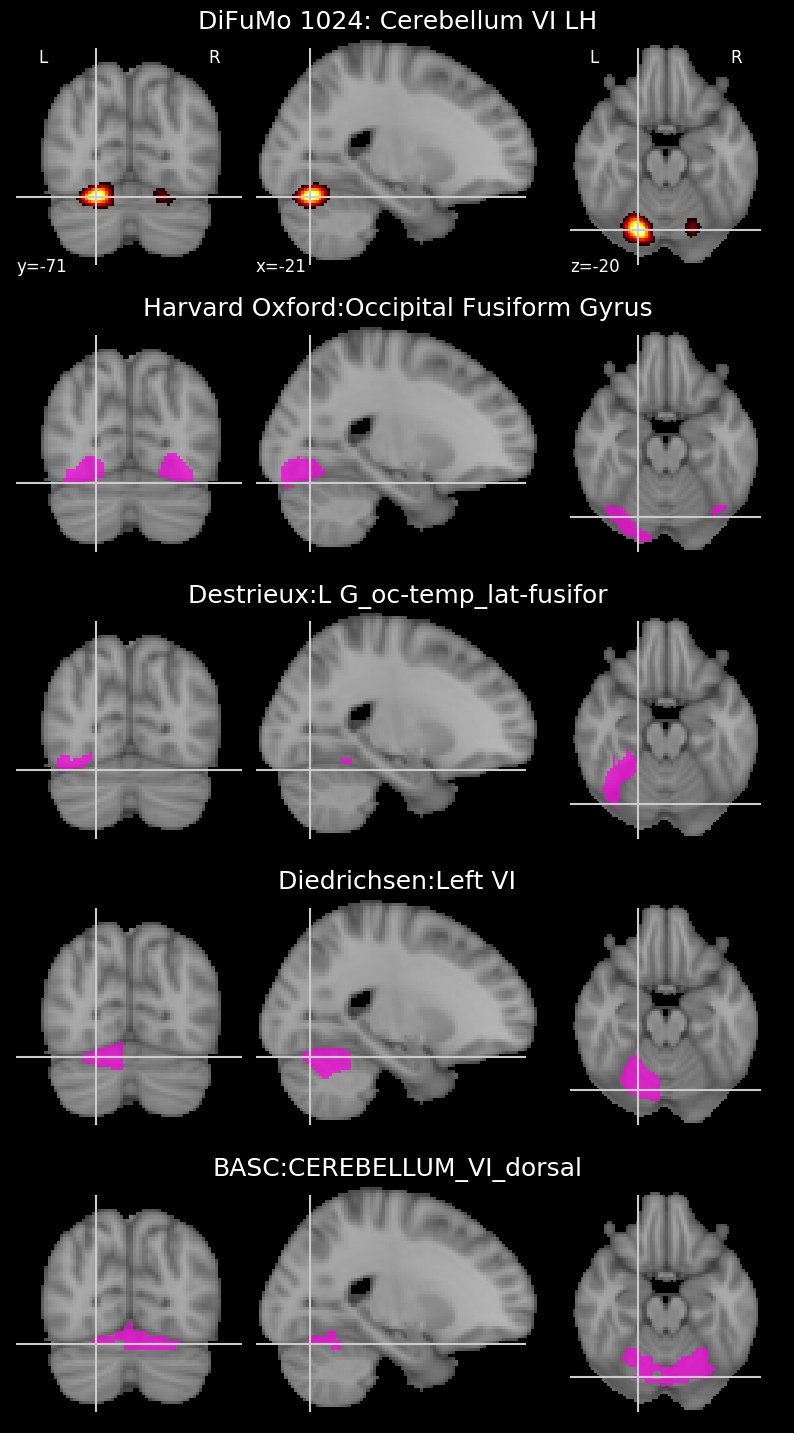 DiFuMo 1024: Cerebellum VI LH
L R L R
y=-71 x=-21 z=-20
Harvard Oxford:Occipital Fusiform Gyrus
Destrieux:L G_oc-temp_lat-fusifor
Diedrichsen:Left VI
BASC:CEREBELLUM_VI_dorsal